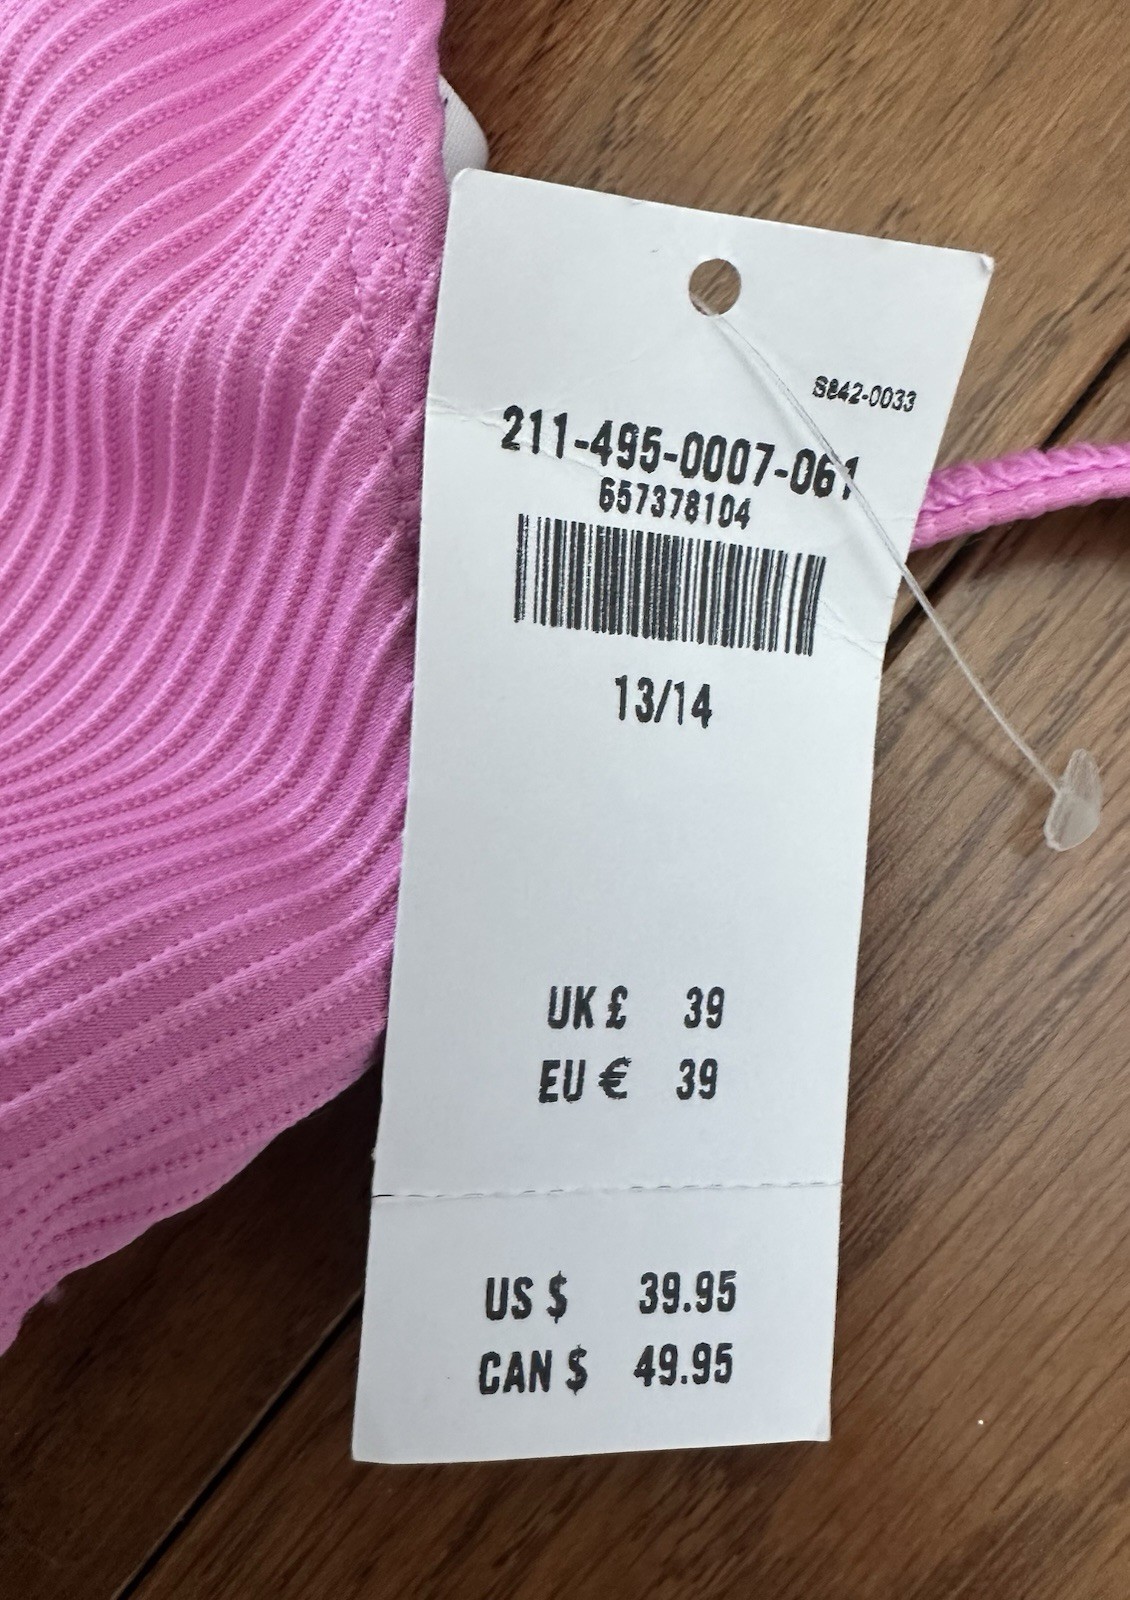 S842-0033
211-495-0007-061
657378104
13/14
UK £ 39
EU € 39
US $ 39.95
CAN $ 49.95